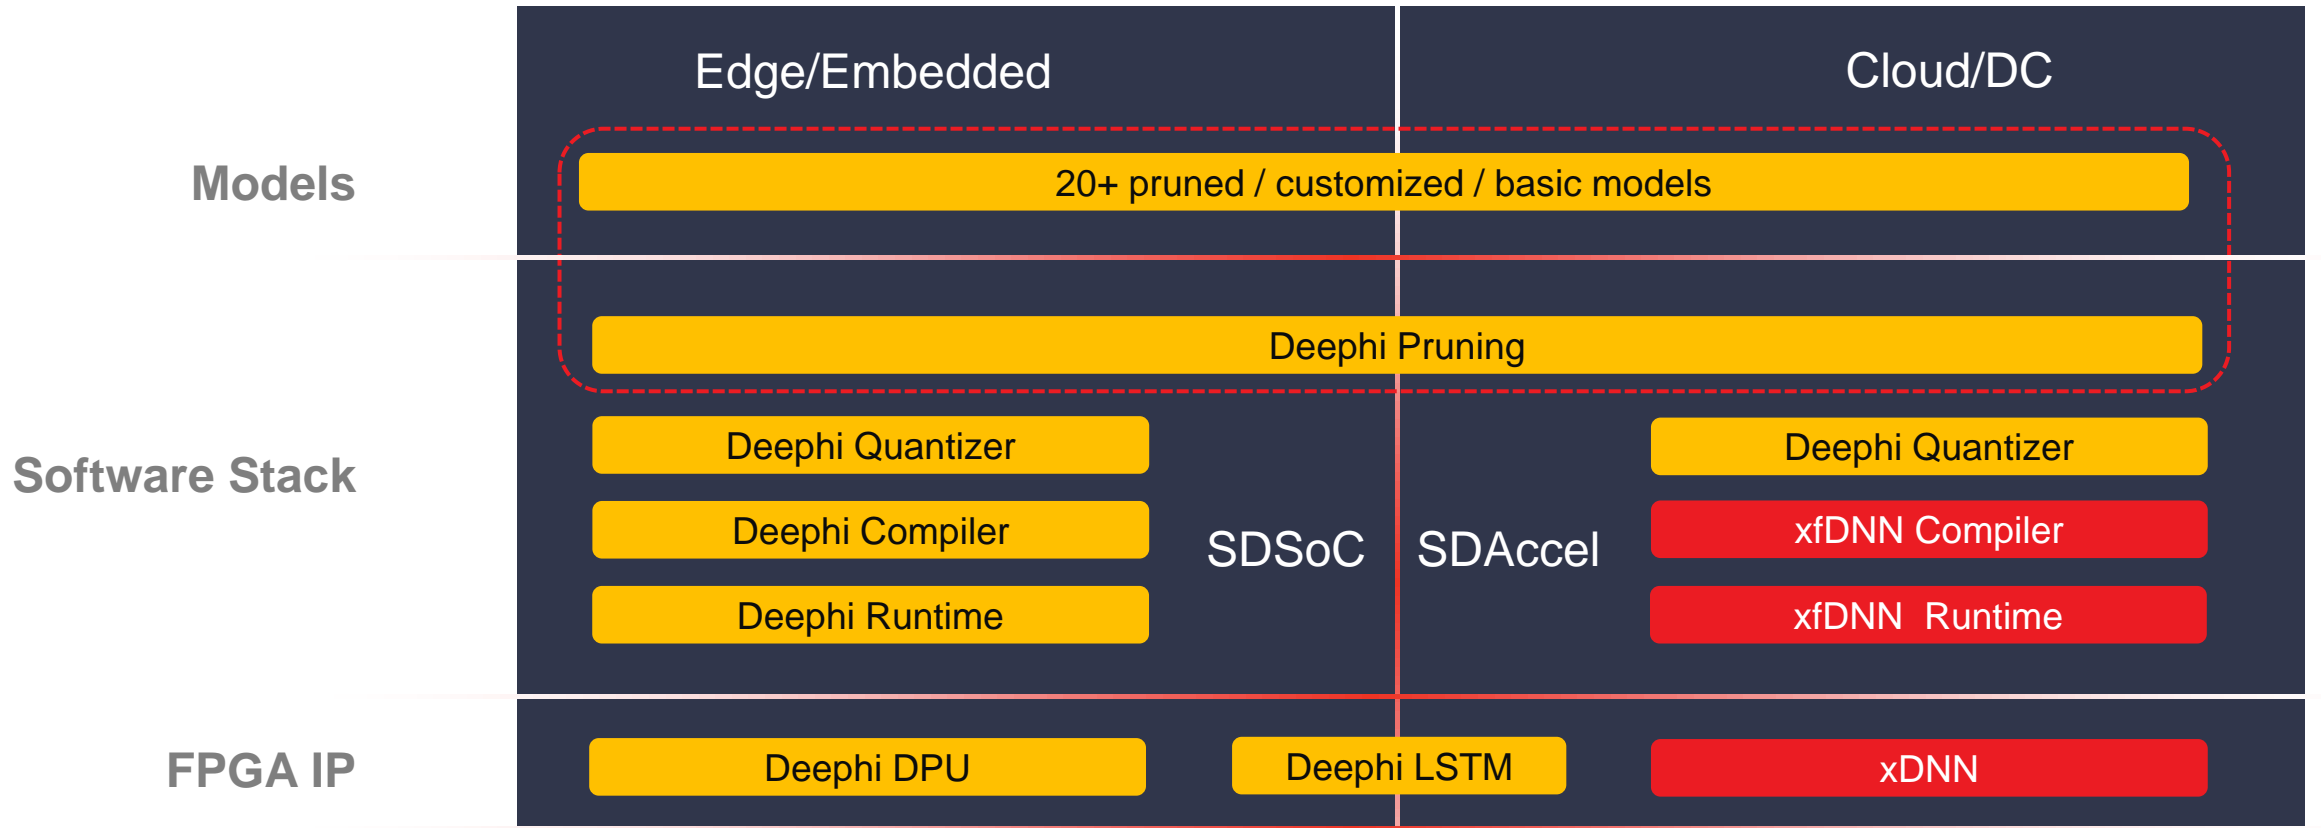 Edge/Embedded
Cloud/DC
Models
20+ pruned / customized / basic models
Deephi Pruning
Software Stack
Deephi Quantizer
Deephi Compiler
Deephi Runtime
SDSoC
SDAccel
Deephi Quantizer
xfDNN Compiler
xfDNN Runtime
FPGA IP
Deephi DPU
Deephi LSTM
xDNN